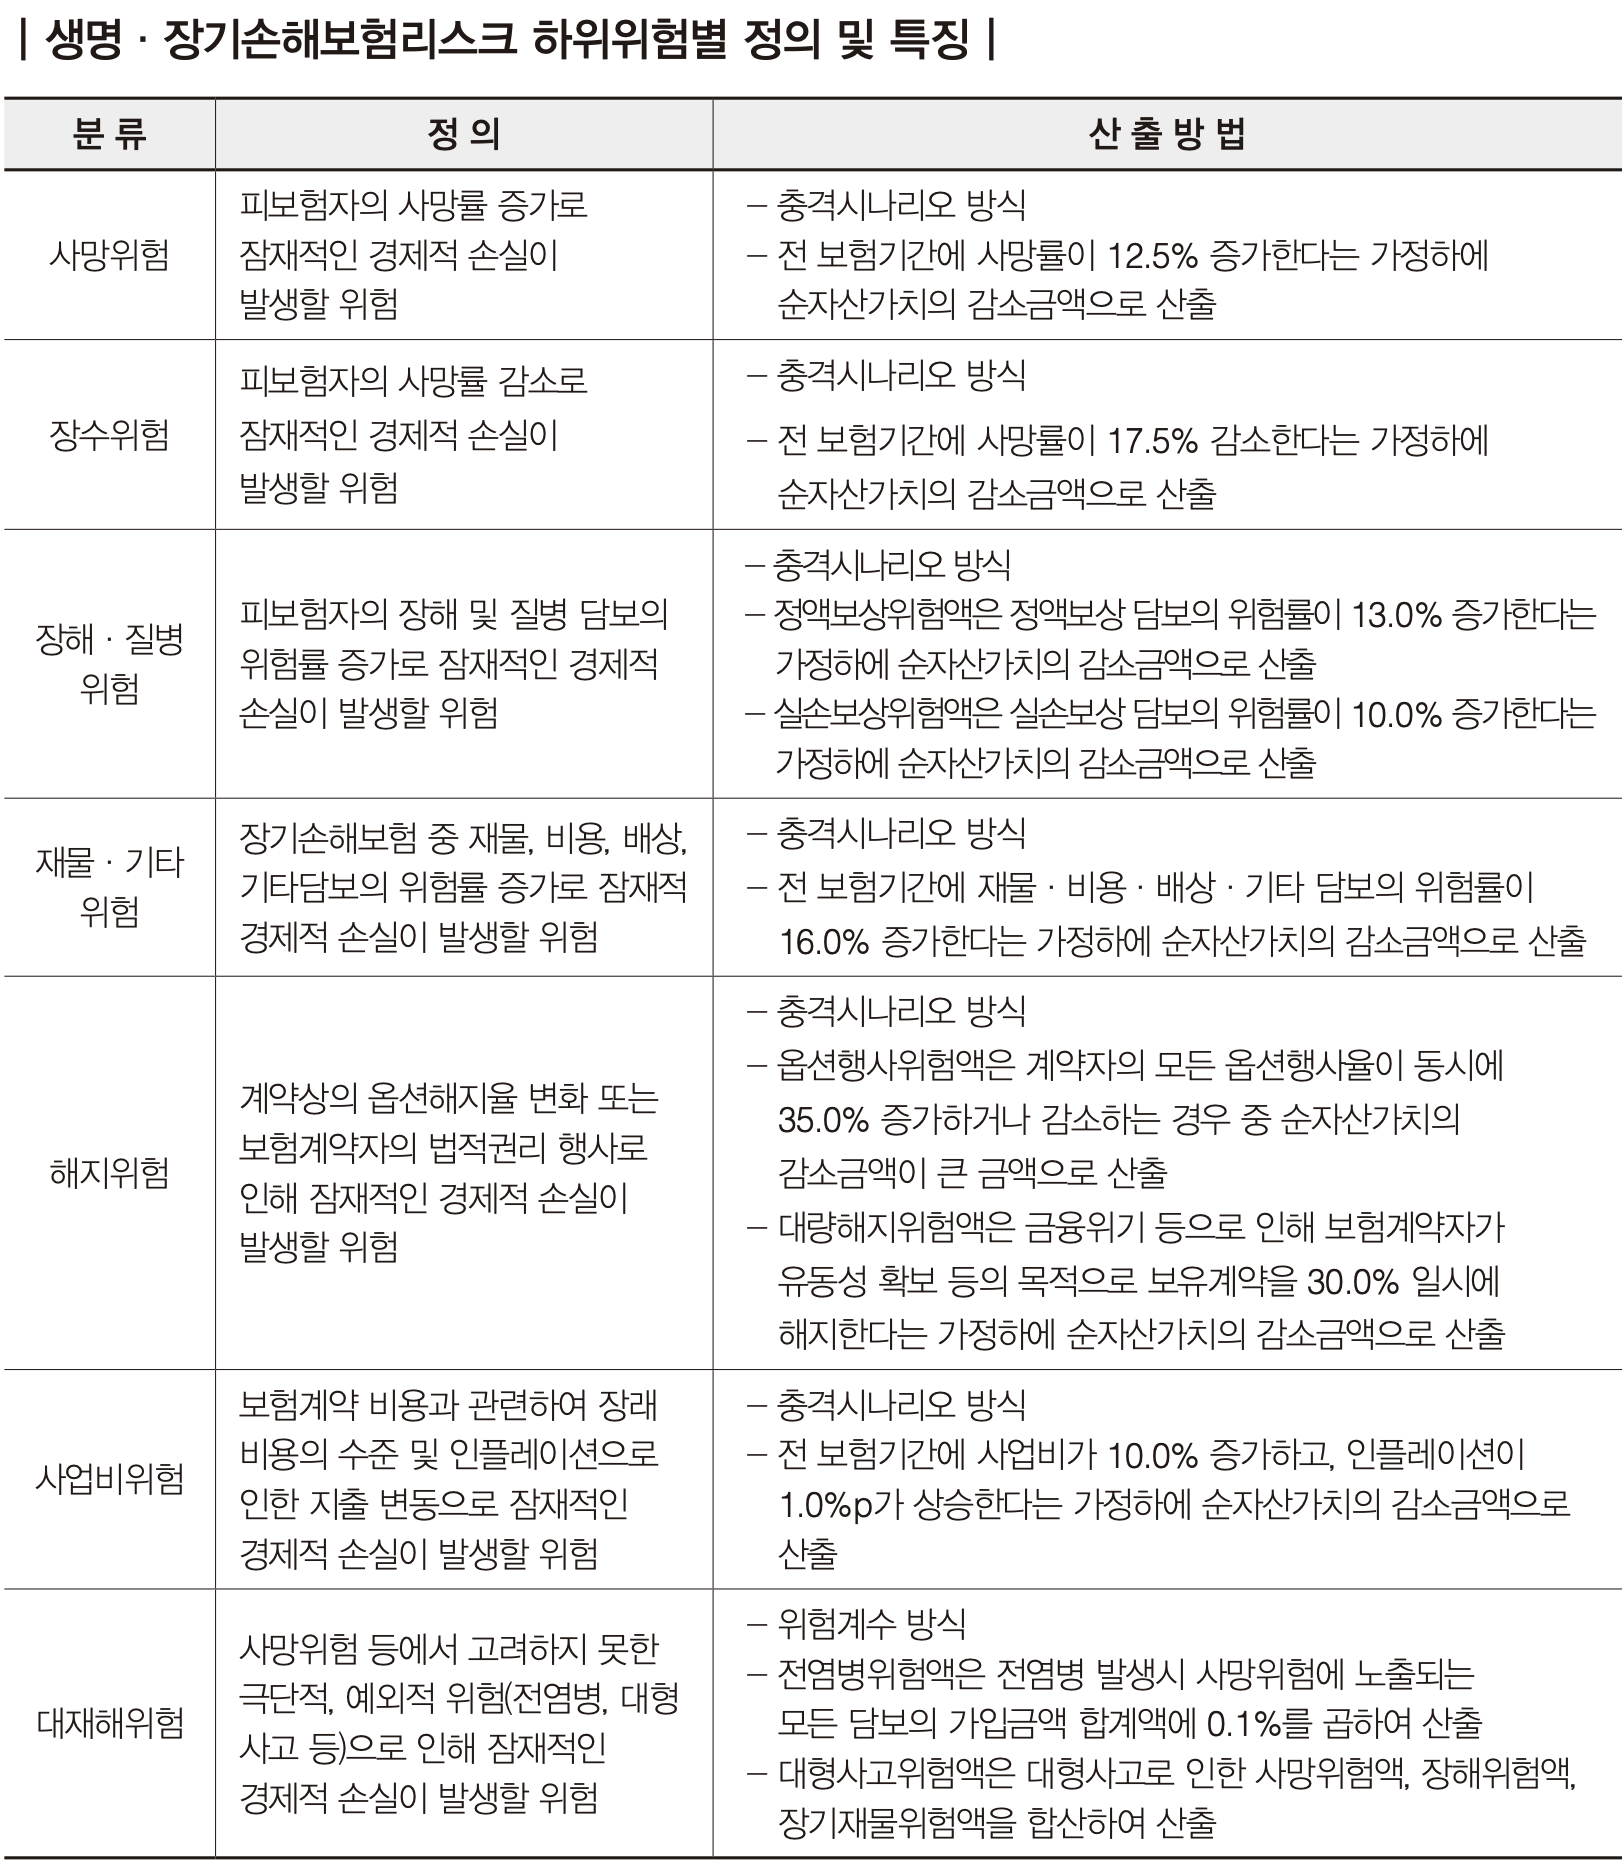 | 생명 · 장기손해보험리스크 하위위험별 정의 및 특징 |
분 류
정 의
산 출 방 법
사망위험
피보험자의 사망률 증가로
잠재적인 경제적 손실이
발생할 위험
– 충격시나리오 방식
– 전 보험기간에 사망률이 12.5% 증가한다는 가정하에
순자산가치의 감소금액으로 산출
장수위험
피보험자의 사망률 감소로
잠재적인 경제적 손실이
발생할 위험
– 충격시나리오 방식
– 전 보험기간에 사망률이 17.5% 감소한다는 가정하에
순자산가치의 감소금액으로 산출
장해 · 질병
위험
피보험자의 장해 및 질병 담보의
위험률 증가로 잠재적인 경제적
손실이 발생할 위험
– 충격시나리오 방식
– 정액보상위험액은 정액보상 담보의 위험률이 13.0% 증가한다는
가정하에 순자산가치의 감소금액으로 산출
– 실손보상위험액은 실손보상 담보의 위험률이 10.0% 증가한다는
가정하에 순자산가치의 감소금액으로 산출
재물 · 기타
위험
장기손해보험 중 재물, 비용, 배상,
기타담보의 위험률 증가로 잠재적
경제적 손실이 발생할 위험
– 충격시나리오 방식
– 전 보험기간에 재물 · 비용 · 배상 · 기타 담보의 위험률이
16.0% 증가한다는 가정하에 순자산가치의 감소금액으로 산출
해지위험
계약상의 옵션해지율 변화 또는
보험계약자의 법적권리 행사로
인해 잠재적인 경제적 손실이
발생할 위험
– 충격시나리오 방식
– 옵션행사위험액은 계약자의 모든 옵션행사율이 동시에
35.0% 증가하거나 감소하는 경우 중 순자산가치의
감소금액이 큰 금액으로 산출
– 대량해지위험액은 금융위기 등으로 인해 보험계약자가
유동성 확보 등의 목적으로 보유계약을 30.0% 일시에
해지한다는 가정하에 순자산가치의 감소금액으로 산출
사업비위험
보험계약 비용과 관련하여 장래
비용의 수준 및 인플레이션으로
인한 지출 변동으로 잠재적인
경제적 손실이 발생할 위험
– 충격시나리오 방식
– 전 보험기간에 사업비가 10.0% 증가하고, 인플레이션이
1.0%p가 상승한다는 가정하에 순자산가치의 감소금액으로
산출
대재해위험
사망위험 등에서 고려하지 못한
극단적, 예외적 위험(전염병, 대형
사고 등)으로 인해 잠재적인
경제적 손실이 발생할 위험
– 위험계수 방식
– 전염병위험액은 전염병 발생시 사망위험에 노출되는
모든 담보의 가입금액 합계액에 0.1%를 곱하여 산출
– 대형사고위험액은 대형사고로 인한 사망위험액, 장해위험액,
장기재물위험액을 합산하여 산출